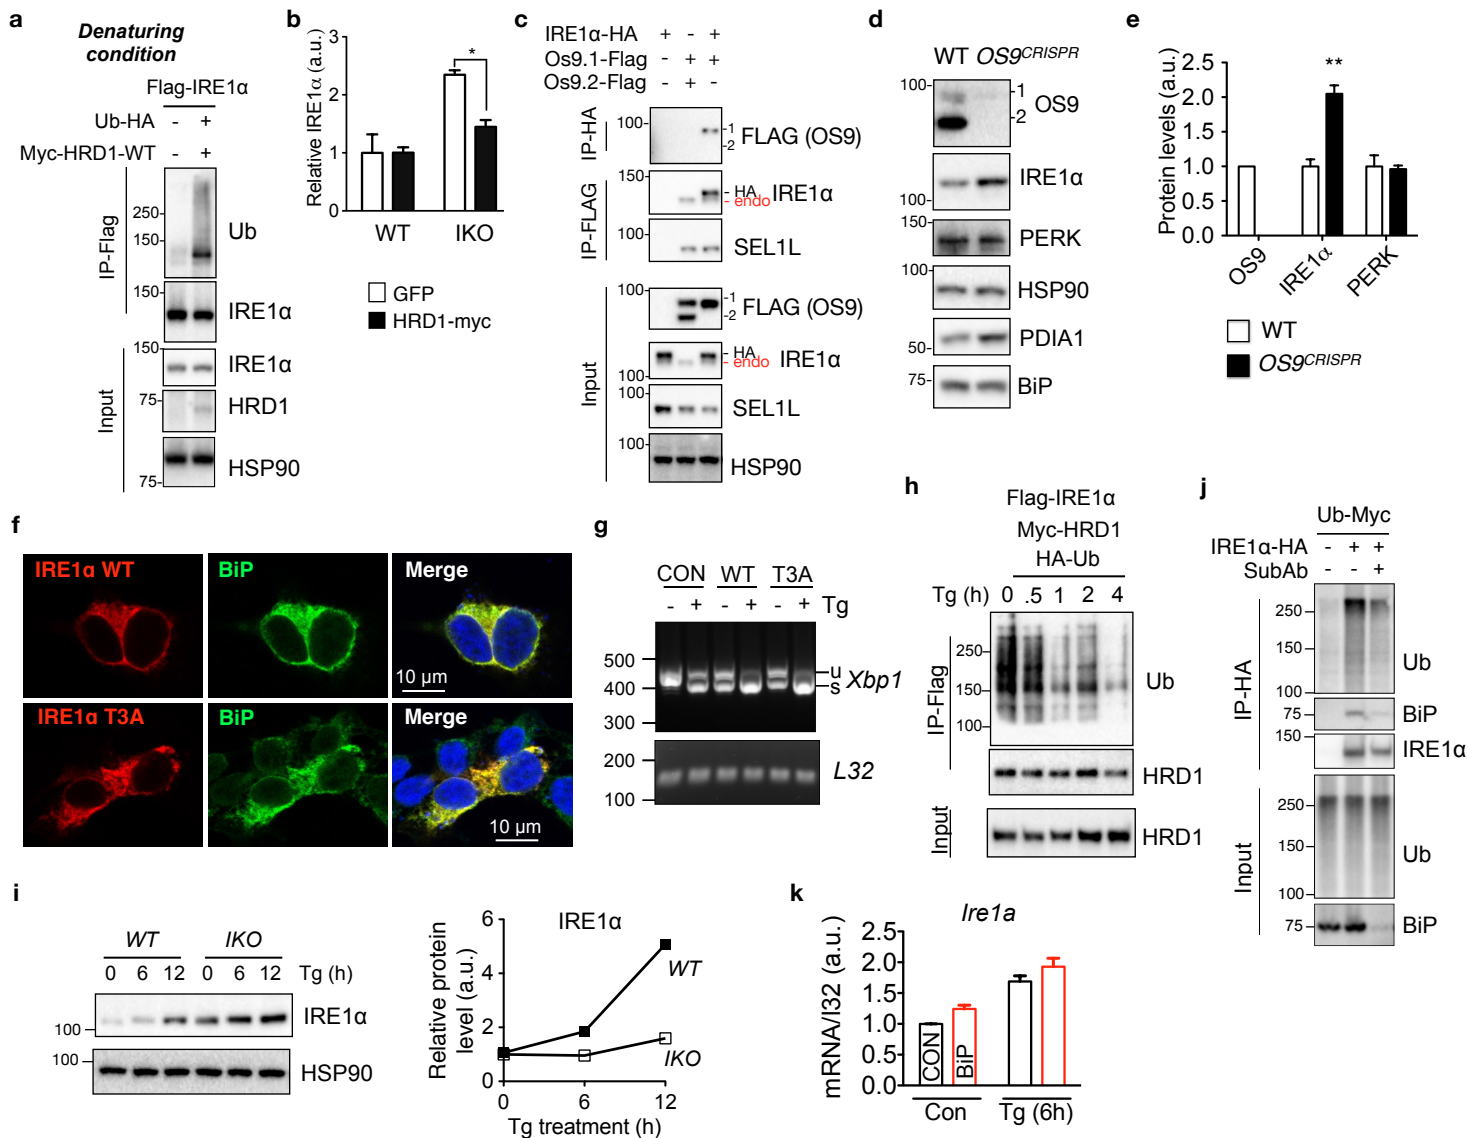 a
Denaturing
condition
Flag-IRE1α
Ub-HA - +
Myc-HRD1-WT - +
IP-Flag
250-
150-
Ub
150-
IRE1α
Input
150-
IRE1α
75-
HRD1
75-
HSP90
b
Relative IRE1α (a.u.)
3
2
1
0
*
WT IKO
GFP
HRD1-myc
c
IRE1α-HA + - +
Os9.1-Flag - + +
Os9.2-Flag - + -
IP-HA
100-
-1
-2
FLAG (OS9)
IP-FLAG
150-
- HA
- endo
IRE1α
100-
SEL1L
Input
100-
-1
-2
FLAG (OS9)
- HA
- endo
IRE1α
100-
100-
SEL1L
100-
HSP90
d
WT OS9CRISPR
100-
-1
-2
OS9
IRE1α
100-
150-
PERK
100-
HSP90
PDIA1
50-
75-
BiP
e
Protein levels (a.u.)
2.5
2.0
1.5
1.0
0.5
0.0
**
OS9 IRE1α PERK
WT
OS9CRISPR
f
IRE1α WT BiP Merge
10 µm
IRE1α T3A BiP Merge
10 µm
g
CON WT T3A
- + - + - + Tg
500
400
300
u
s
Xbp1
200
100
L32
h
Flag-IRE1α
Myc-HRD1
HA-Ub
Tg (h) 0 .5 1 2 4
IP-Flag
250-
150-
100-
Ub
HRD1
Input
HRD1
i
WT IKO
0 6 12 0 6 12 Tg (h)
100
IRE1α
100
HSP90
IRE1α
Relative protein
level (a.u.)
6
4
2
0
WT
IKO
0 6 12
Tg treatment (h)
j
Ub-Myc
IRE1α-HA - + +
SubAb - - +
IP-HA
250-
150-
100-
Ub
75-
BiP
150-
IRE1α
Input
250-
150-
100-
Ub
75-
BiP
k
Ire1a
mRNA/l32 (a.u.)
2.5
2.0
1.5
1.0
0.5
0.0
CON
BiP
Con Tg (6h)